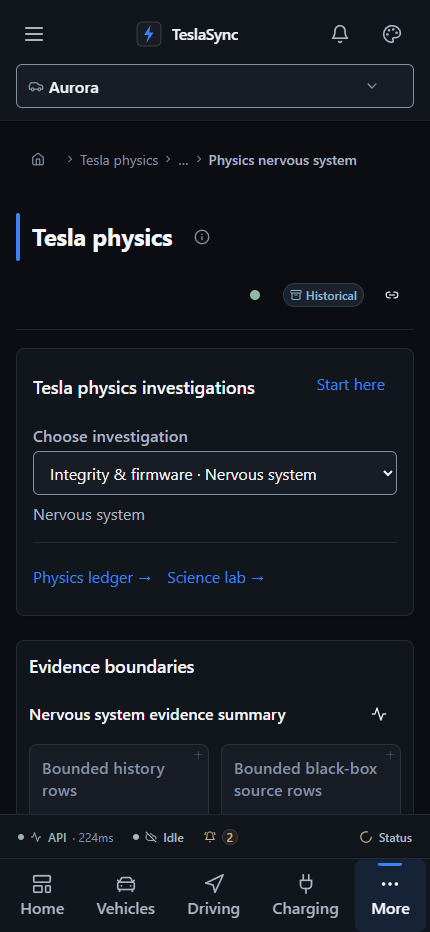 TeslaSync
Aurora
Tesla physics
...
Physics nervous system
Tesla physics
Historical
Tesla physics investigations
Start here
Choose investigation
Integrity & firmware · Nervous system
Nervous system
Physics ledger →
Science lab →
Evidence boundaries
Nervous system evidence summary
Bounded history
rows
Bounded black-box
source rows
API · 224ms
Idle
2
Status
Home
Vehicles
Driving
Charging
More